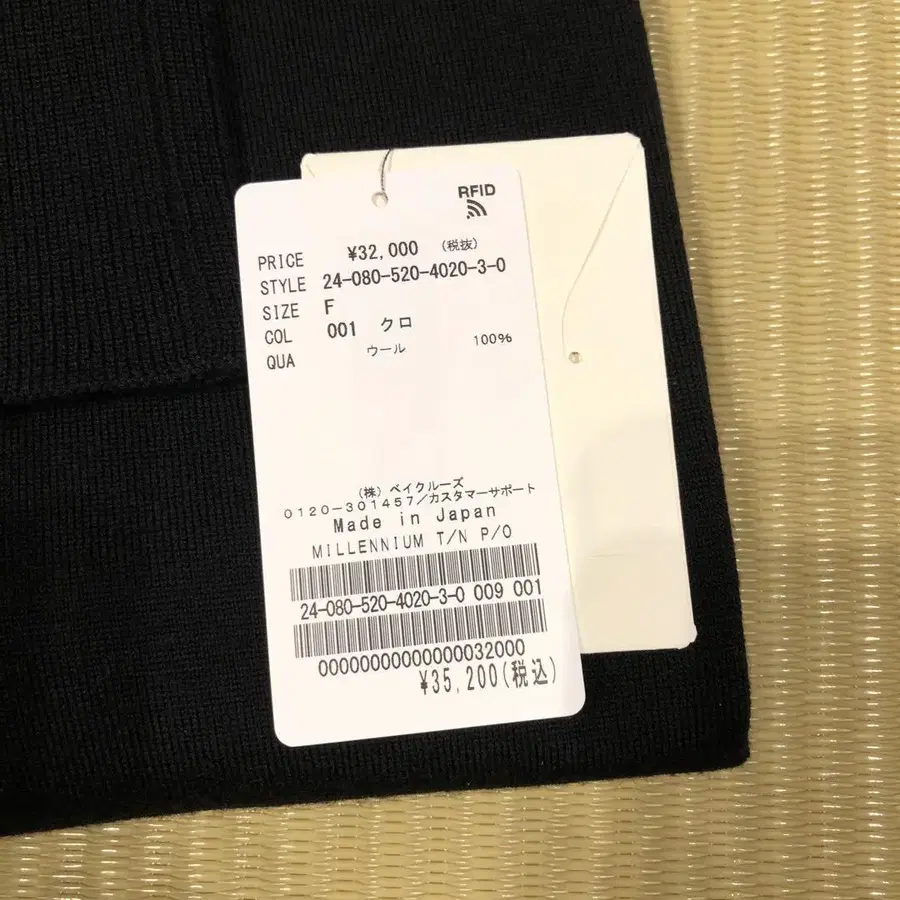 RFID
PRICE ¥32,000 (税抜)
STYLE 24-080-520-4020-3-0
SIZE F
COL 001 クロ
QUA ウール 100%
(株)ベイクルーズ
0120-301457/カスタマーサポート
Made in Japan
MILLENNIUM T/N P/O
24-080-520-4020-3-0 009 001
00000000000000032000
¥35,200(税込)